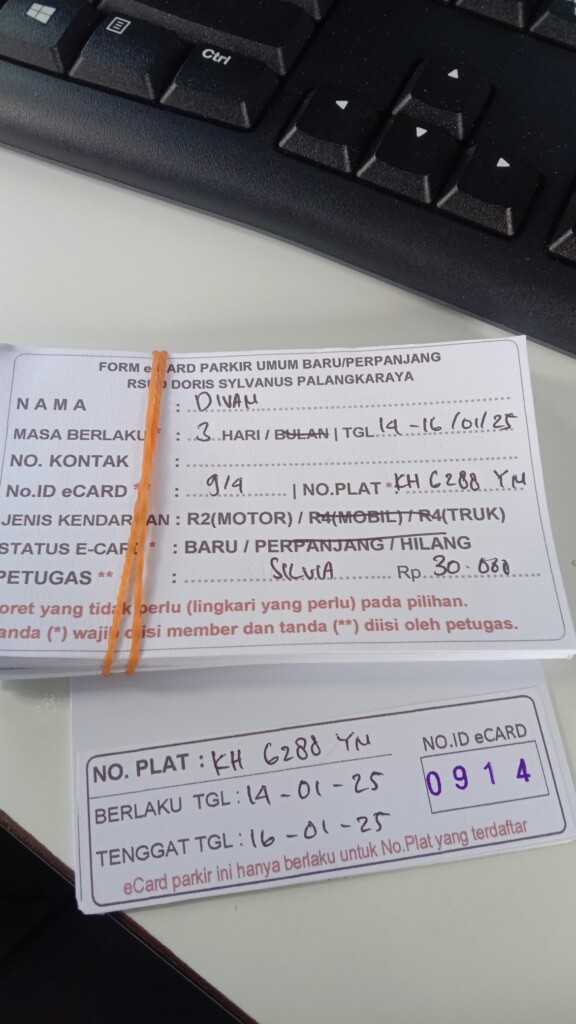 Ctrl
FORM eCARD PARKIR UMUM BARU/PERPANJANG
RSUD DORIS SYLVANUS PALANGKARAYA
NAMA : DIVAM
MASA BERLAKU * : 3 HARI / BULAN | TGL 14 - 16 /01/25
NO. KONTAK :
No.ID eCARD ** : 914 | NO.PLAT * KH 6288 YM
JENIS KENDARAAN : R2(MOTOR) / R4(MOBIL) / R4(TRUK)
STATUS E-CARD * : BARU / PERPANJANG / HILANG
PETUGAS ** : SILVIA Rp. 30.000
oret yang tidak perlu (lingkari yang perlu) pada pilihan.
anda (*) wajib diisi member dan tanda (**) diisi oleh petugas.
NO. PLAT : KH 6288 YM
NO.ID eCARD
BERLAKU TGL : 14 - 01 - 25
0914
TENGGAT TGL : 16 - 01 - 25
eCard parkir ini hanya berlaku untuk No.Plat yang terdaftar